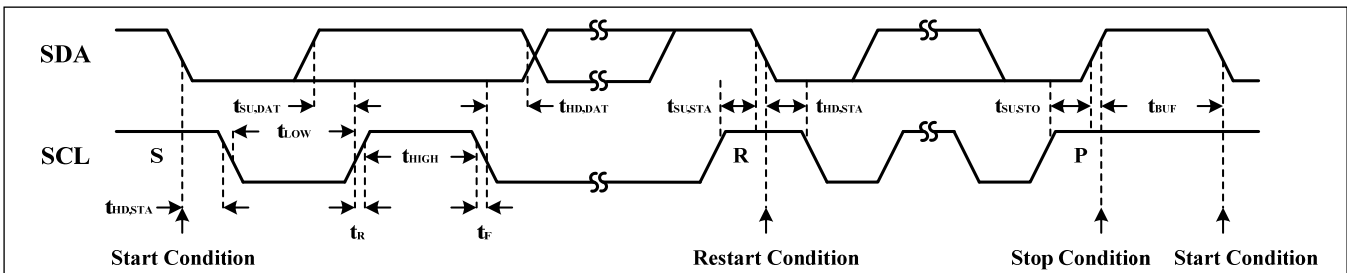 SDA
tSU,DAT tHD,DAT tSU,STA tHD,STA tSU,STO tBUF
tLOW
SCL S tHIGH R P
tHD,STA
tR tF
Start Condition Restart Condition Stop Condition Start Condition